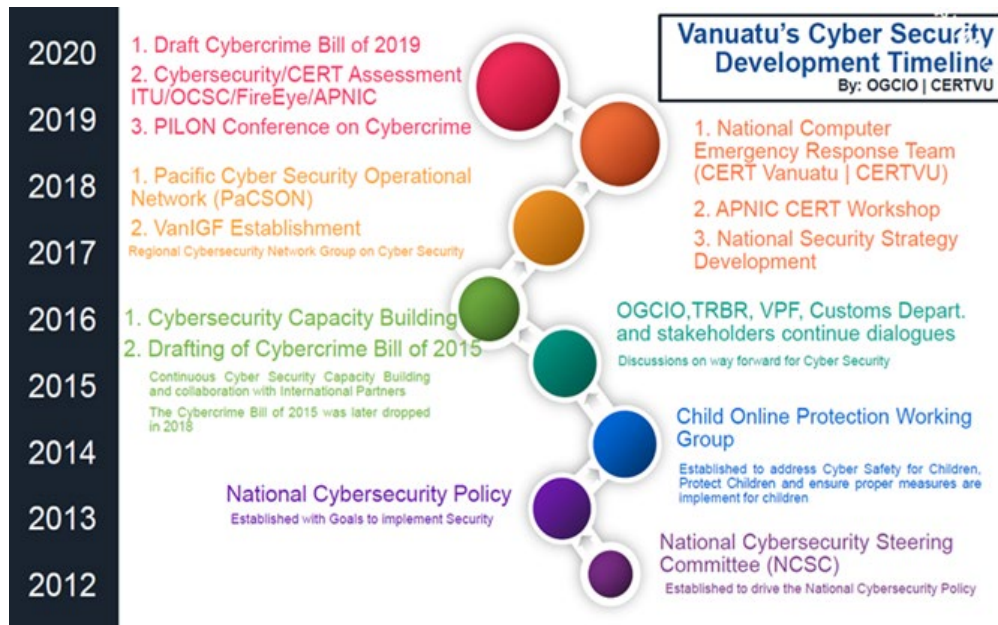 Vanuatu's Cyber Security
Development Timeline
By: OGCIO | CERTVU
2020
2019
2018
2017
2016
2015
2014
2013
2012
1. Draft Cybercrime Bill of 2019
2. Cybersecurity/CERT Assessment
ITU/OCSC/FireEye/APNIC
3. PILON Conference on Cybercrime
1. National Computer
Emergency Response Team
(CERT Vanuatu | CERTVU)
2. APNIC CERT Workshop
3. National Security Strategy
Development
1. Pacific Cyber Security Operational
Network (PaCSON)
2. VanIGF Establishment
Regional Cybersecurity Network Group on Cyber Security
1. Cybersecurity Capacity Building
2. Drafting of Cybercrime Bill of 2015
Continuous Cyber Security Capacity Building
and collaboration with International Partners
The Cybercrime Bill of 2015 was later dropped
in 2018
OGCIO,TRBR, VPF, Customs Depart.
and stakeholders continue dialogues
Discussions on way forward for Cyber Security
Child Online Protection Working
Group
Established to address Cyber Safety for Children,
Protect Children and ensure proper measures are
implement for children
National Cybersecurity Policy
Established with Goals to implement Security
National Cybersecurity Steering
Committee (NCSC)
Established to drive the National Cybersecurity Policy